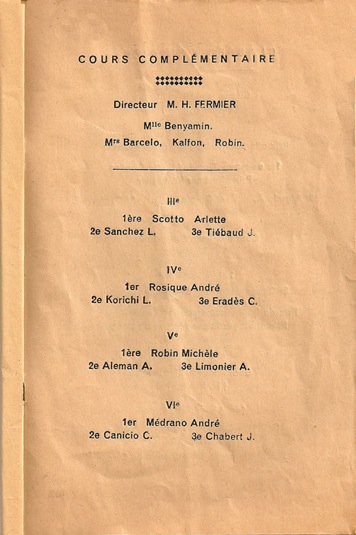 COURS COMPLÉMENTAIRE
Directeur M. H. FERMIER
Mlle Benyamin.
Mrs Barcelo, Kalfon, Robin.
IIIe
1ère Scotto Arlette
2e Sanchez L. 3e Tiébaud J.
IVe
1er Rosique André
2e Korichi L. 3e Eradès C.
Ve
1ère Robin Michèle
2e Aleman A. 3e Limonier A.
VIe
1er Médrano André
2e Canicio C. 3e Chabert J.